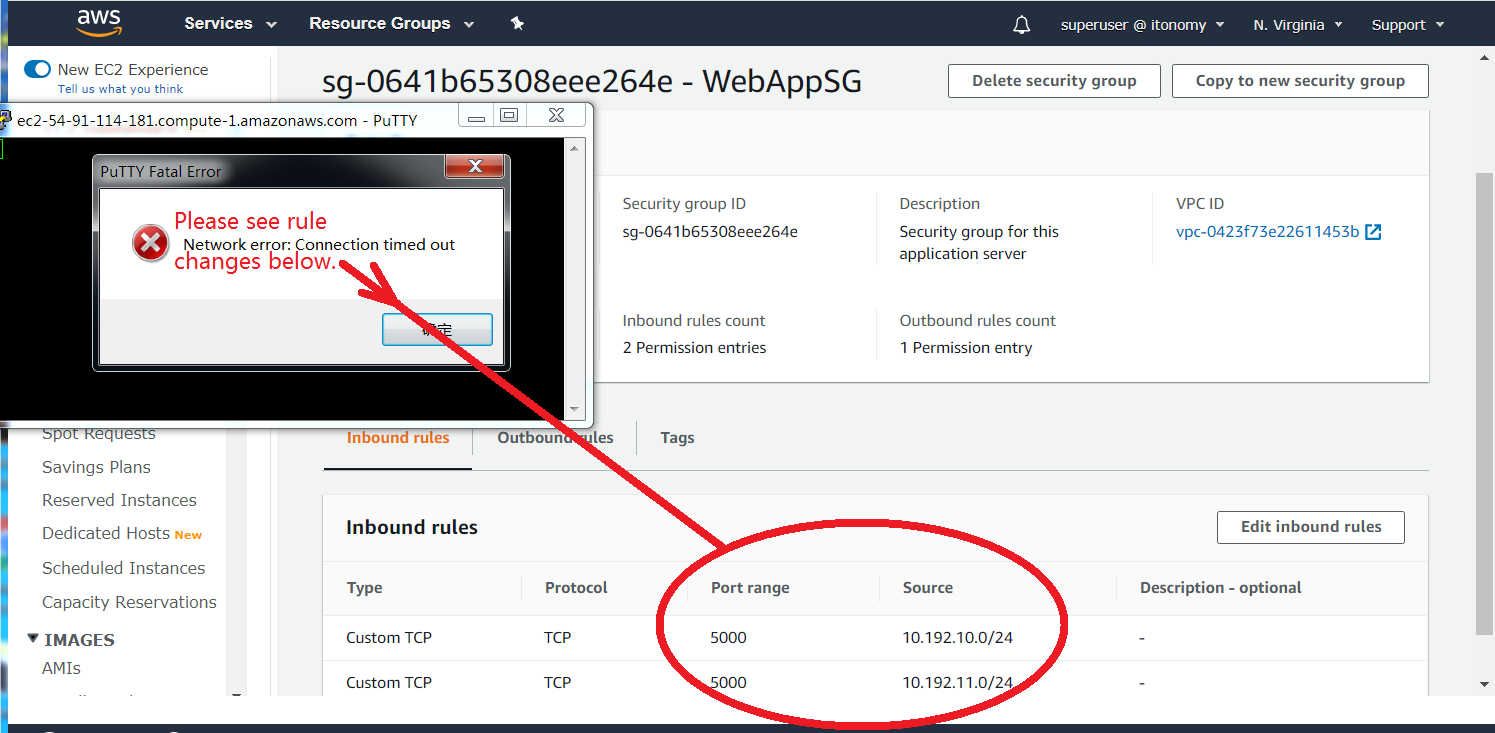 aws
Services
Resource Groups
superuser @ itonomy
N. Virginia
Support
New EC2 Experience
Tell us what you think
sg-0641b65308eee264e - WebAppSG
Delete security group
Copy to new security group
ec2-54-91-114-181.compute-1.amazonaws.com - PuTTY
PuTTY Fatal Error
Please see rule
Network error: Connection timed out
changes below.
确定
Security group ID
sg-0641b65308eee264e
Description
Security group for this
application server
VPC ID
vpc-0423f73e22611453b
Inbound rules count
2 Permission entries
Outbound rules count
1 Permission entry
Spot Requests
Savings Plans
Reserved Instances
Dedicated Hosts New
Scheduled Instances
Capacity Reservations
IMAGES
AMIs
Inbound rules
Outbound rules
Tags
Inbound rules
Edit inbound rules
Type Protocol Port range Source Description - optional
Custom TCP TCP 5000 10.192.10.0/24 -
Custom TCP TCP 5000 10.192.11.0/24 -